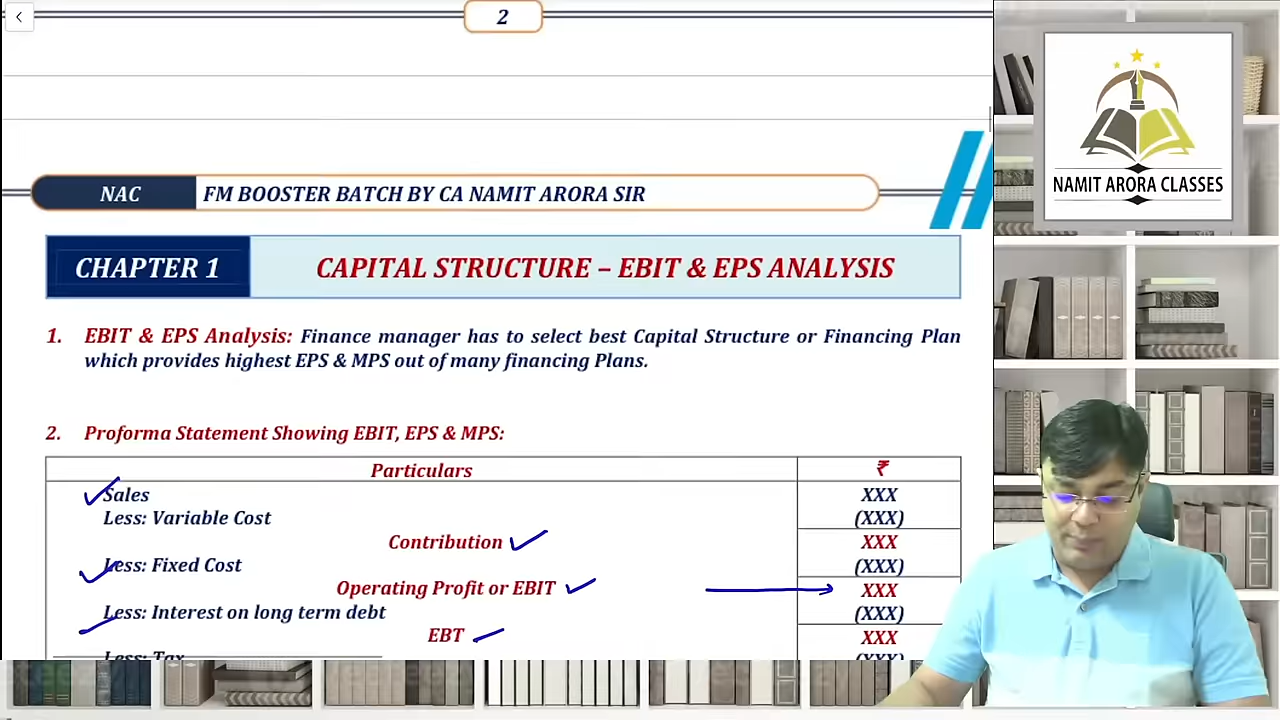 2
NAC FM BOOSTER BATCH BY CA NAMIT ARORA SIR
CHAPTER 1 CAPITAL STRUCTURE – EBIT & EPS ANALYSIS
1. EBIT & EPS Analysis: Finance manager has to select best Capital Structure or Financing Plan
which provides highest EPS & MPS out of many financing Plans.
2. Proforma Statement Showing EBIT, EPS & MPS:
Particulars ₹
Sales XXX
Less: Variable Cost (XXX)
Contribution XXX
Less: Fixed Cost (XXX)
Operating Profit or EBIT XXX
Less: Interest on long term debt (XXX)
EBT XXX
Less: Tax (XXX)
NAMIT ARORA CLASSES